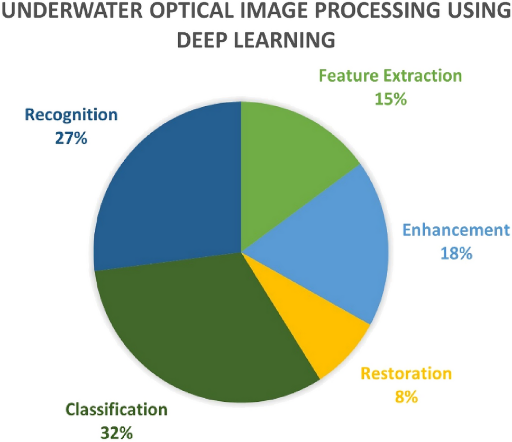 UNDERWATER OPTICAL IMAGE PROCESSING USING
DEEP LEARNING
Feature Extraction
15%
Recognition
27%
Enhancement
18%
Restoration
8%
Classification
32%